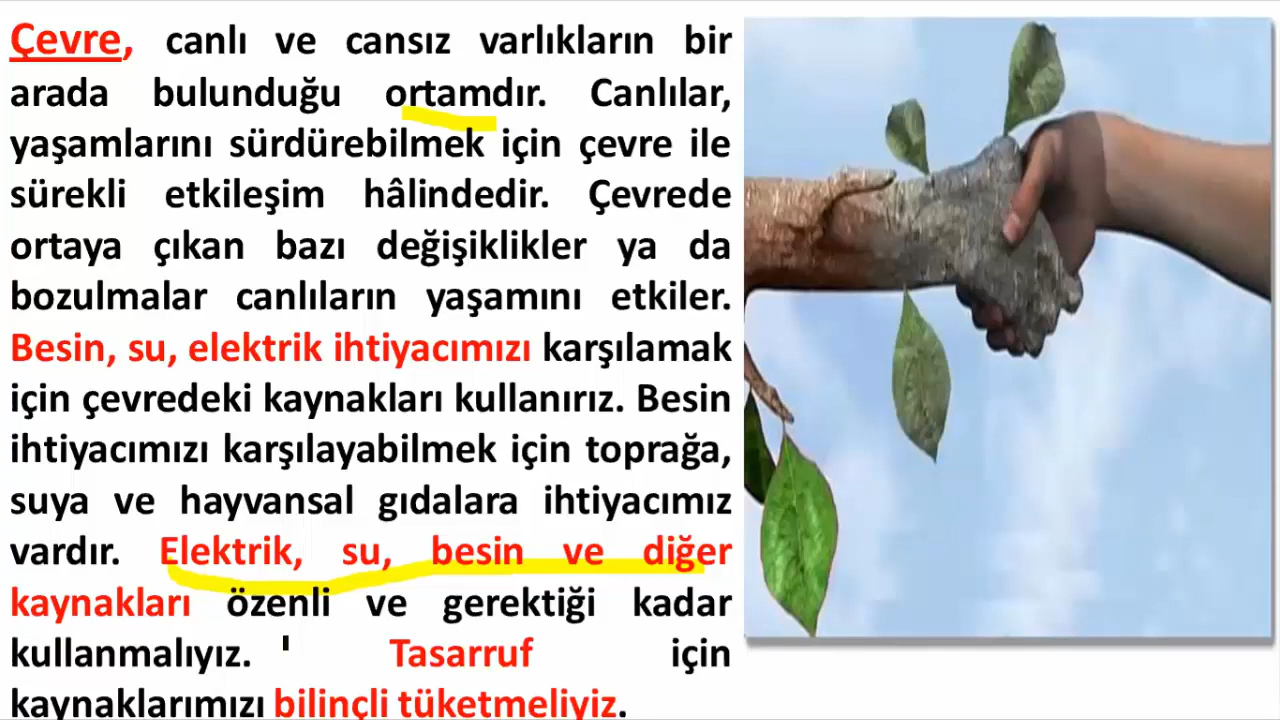 Çevre, canlı ve cansız varlıkların bir
arada bulunduğu ortamdır. Canlılar,
yaşamlarını sürdürebilmek için çevre ile
sürekli etkileşim hâlindedir. Çevrede
ortaya çıkan bazı değişiklikler ya da
bozulmalar canlıların yaşamını etkiler.
Besin, su, elektrik ihtiyacımızı karşılamak
için çevredeki kaynakları kullanırız. Besin
ihtiyacımızı karşılayabilmek için toprağa,
suya ve hayvansal gıdalara ihtiyacımız
vardır. Elektrik, su, besin ve diğer
kaynakları özenli ve gerektiği kadar
kullanmalıyız. Tasarruf için
kaynaklarımızı bilinçli tüketmeliyiz.